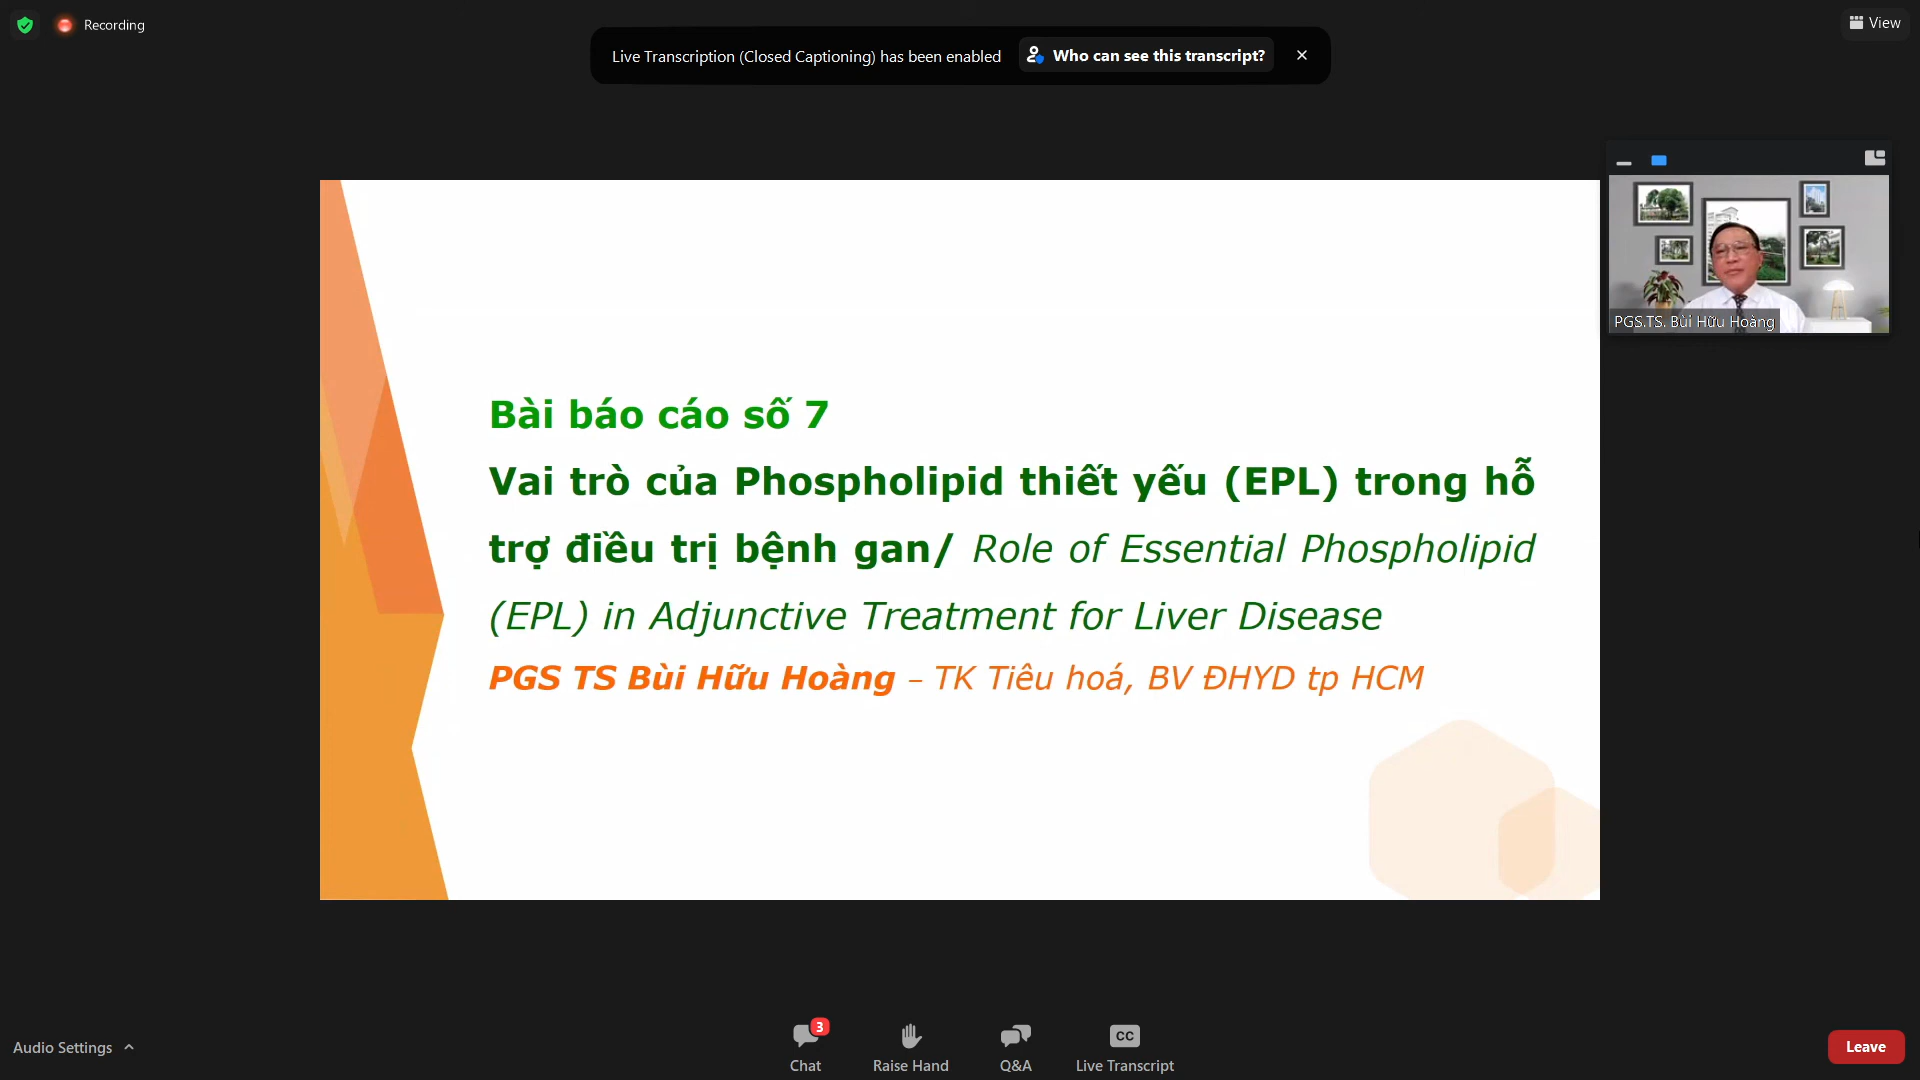 Recording
Live Transcription (Closed Captioning) has been enabled
Who can see this transcript?
View
PGS.TS. Bùi Hữu Hoàng
Bài báo cáo số 7
Vai trò của Phospholipid thiết yếu (EPL) trong hỗ
trợ điều trị bệnh gan/ Role of Essential Phospholipid
(EPL) in Adjunctive Treatment for Liver Disease
PGS TS Bùi Hữu Hoàng – TK Tiêu hoá, BV ĐHYD tp HCM
Audio Settings
3
Chat
Raise Hand
Q&A
CC
Live Transcript
Leave